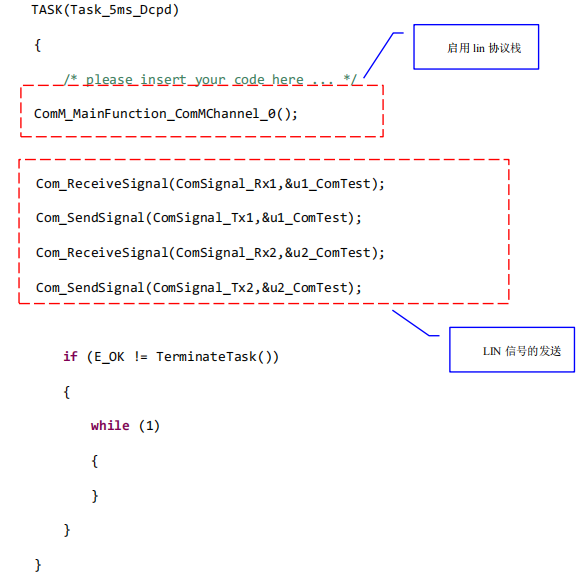 TASK(Task_5ms_Dcpd)
{
启用 lin 协议栈
/* please insert your code here ... */
ComM_MainFunction_ComMChannel_0();
Com_ReceiveSignal(ComSignal_Rx1,&u1_ComTest);
Com_SendSignal(ComSignal_Tx1,&u1_ComTest);
Com_ReceiveSignal(ComSignal_Rx2,&u2_ComTest);
Com_SendSignal(ComSignal_Tx2,&u2_ComTest);
LIN 信号的发送
if (E_OK != TerminateTask())
{
while (1)
{
}
}
}